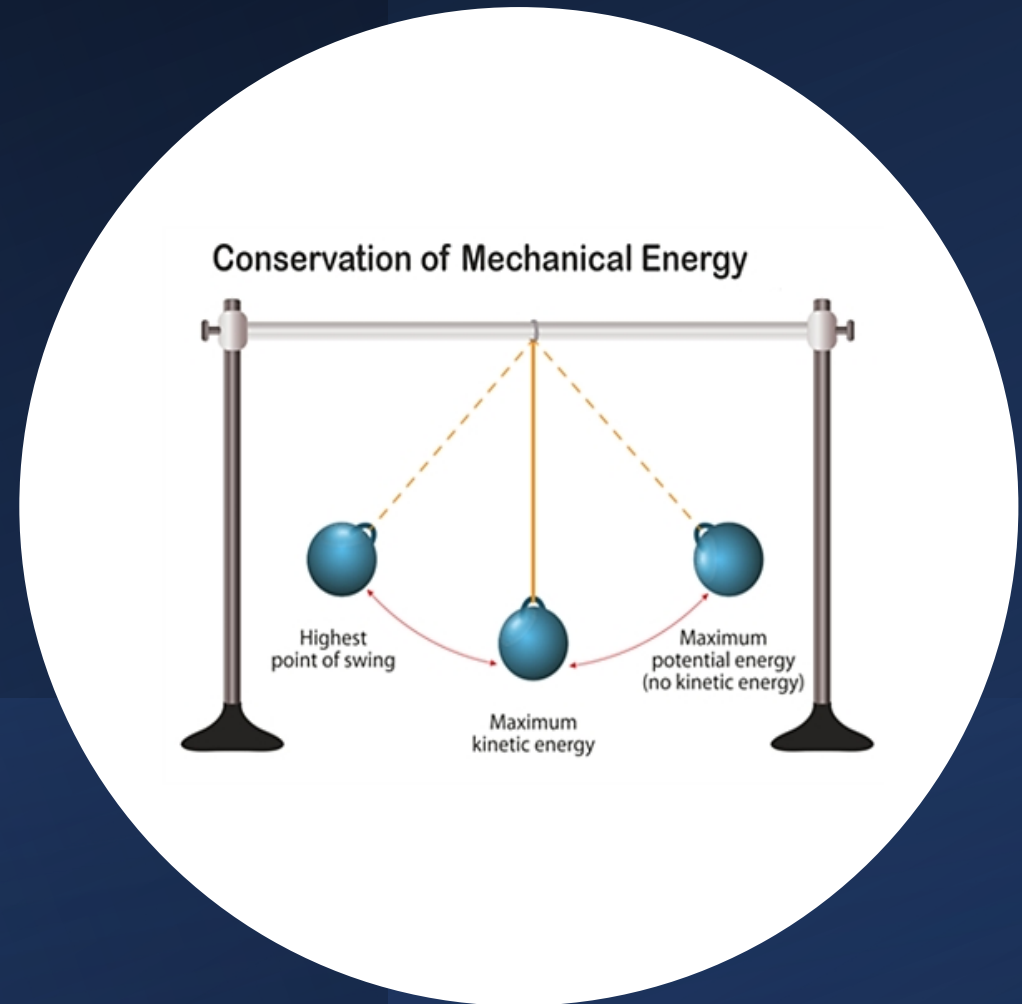 Conservation of Mechanical Energy
Highest
point of swing
Maximum
kinetic energy
Maximum
potential energy
(no kinetic energy)